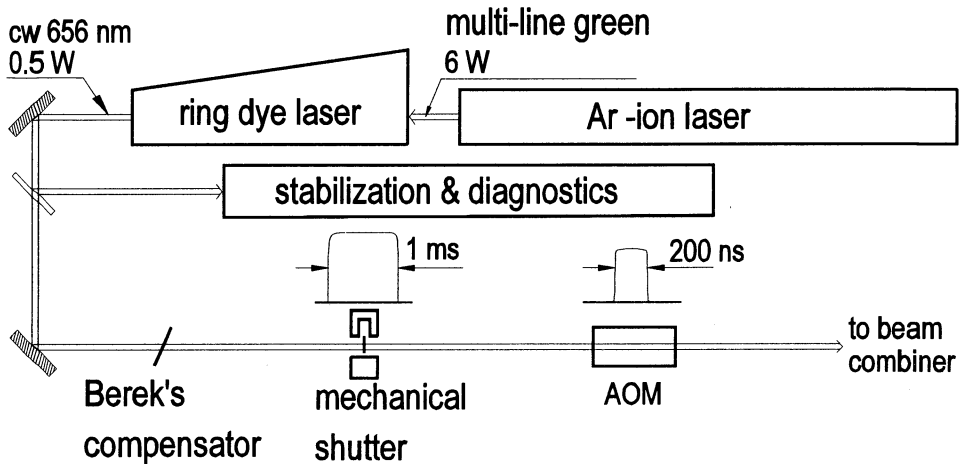 cw 656 nm
0.5 W
multi-line green
6 W
ring dye laser
Ar -ion laser
stabilization & diagnostics
1 ms
200 ns
to beam
combiner
Berek's
compensator
mechanical
shutter
AOM